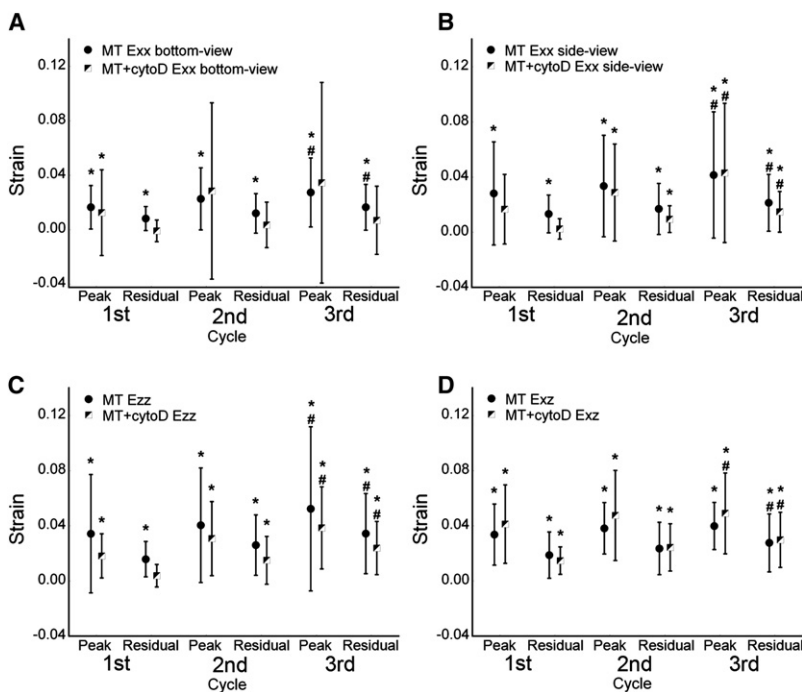 A
MT Exx bottom-view
MT+cytoD Exx bottom-view
Strain
0.12
0.08
0.04
0.00
-0.04
* * * * * # * #
Peak Residual Peak Residual Peak Residual
1st 2nd 3rd
Cycle
B
MT Exx side-view
MT+cytoD Exx side-view
Strain
0.12
0.08
0.04
0.00
-0.04
* * * * * * * # * # * # * #
Peak Residual Peak Residual Peak Residual
1st 2nd 3rd
Cycle
C
MT Ezz
MT+cytoD Ezz
Strain
0.12
0.08
0.04
0.00
-0.04
* * * * * * * * # * # * # * #
Peak Residual Peak Residual Peak Residual
1st 2nd 3rd
Cycle
D
MT Exz
MT+cytoD Exz
Strain
0.12
0.08
0.04
0.00
-0.04
* * * * * * * * * * # * # * #
Peak Residual Peak Residual Peak Residual
1st 2nd 3rd
Cycle